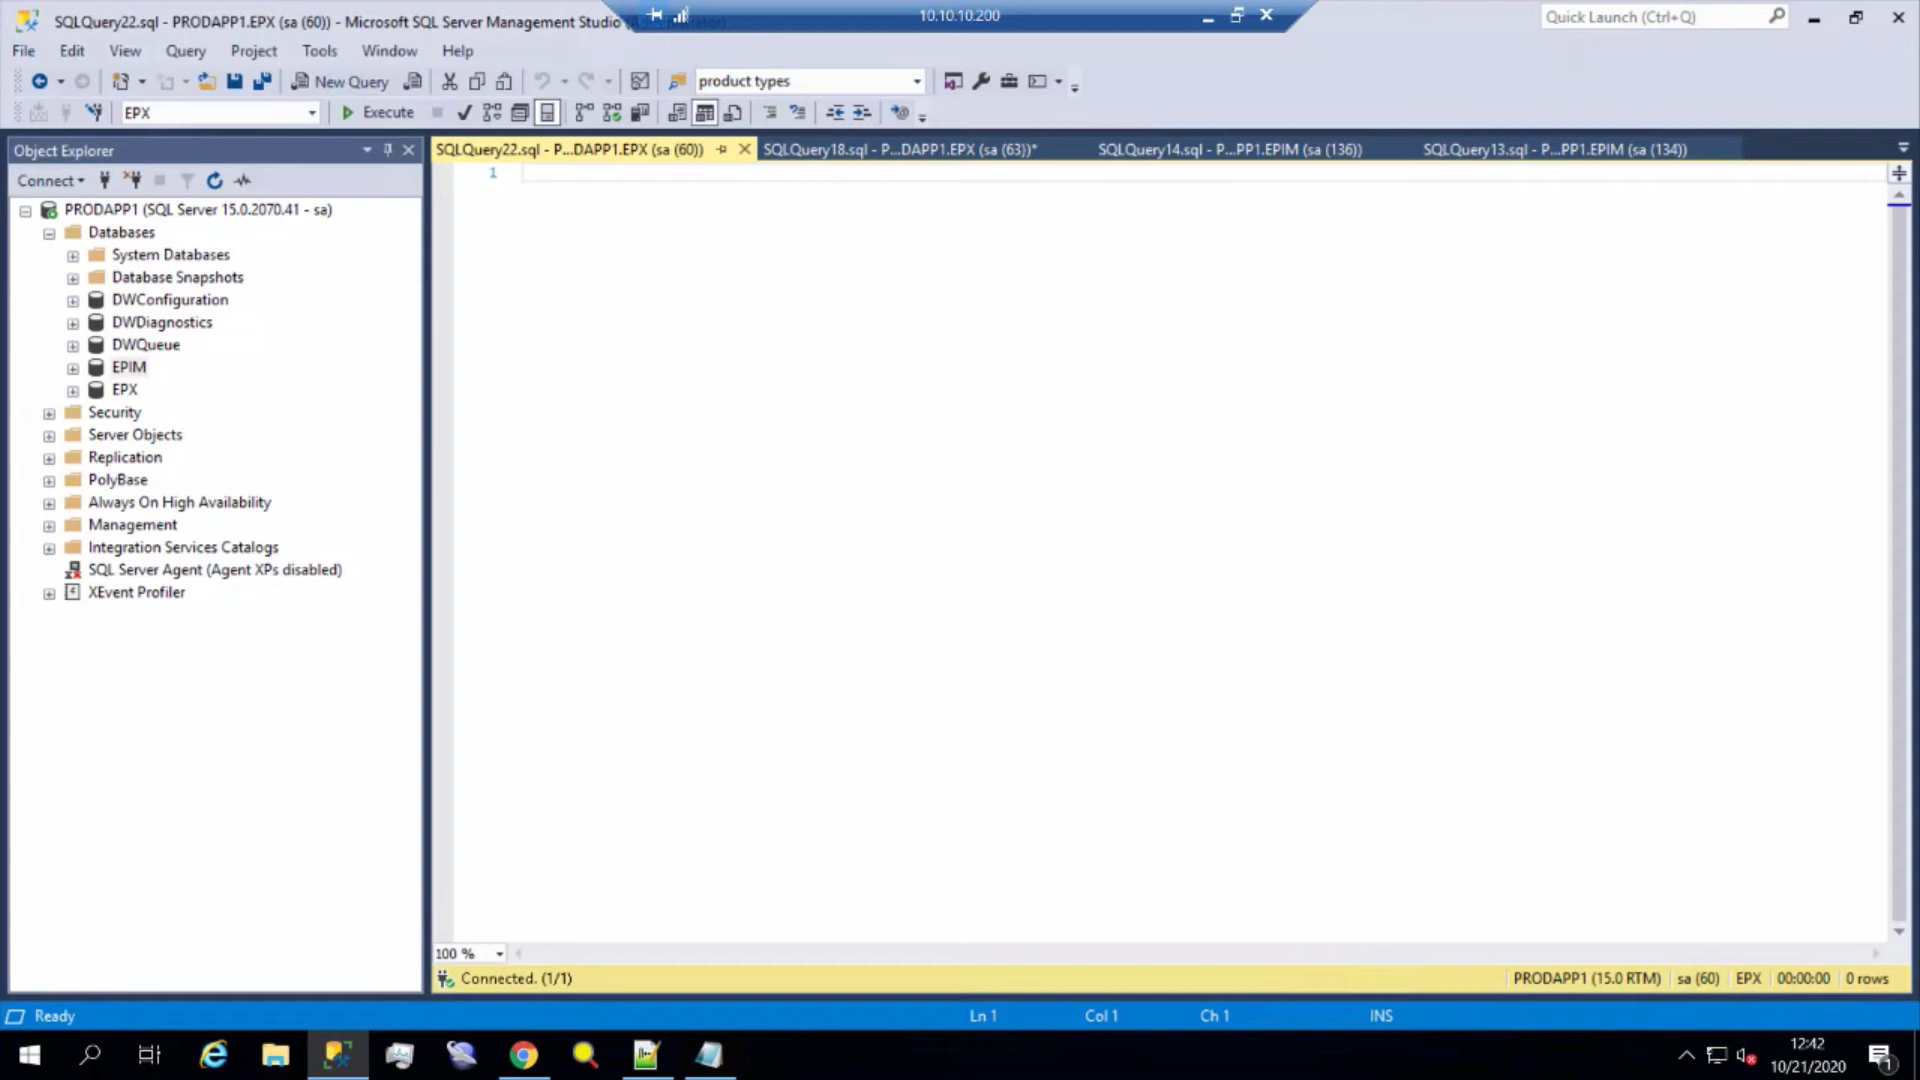 SQLQuery22.sql - PRODAPP1.EPX (sa (60)) - Microsoft SQL Server Management Studio
10.10.10.200
Quick Launch (Ctrl+Q)
File Edit View Query Project Tools Window Help
New Query
product types
EPX
Execute
Object Explorer
SQLQuery22.sql - P...DAPP1.EPX (sa (60))
SQLQuery18.sql - P...DAPP1.EPX (sa (63))*
SQLQuery14.sql - P...PP1.EPIM (sa (136))
SQLQuery13.sql - P...PP1.EPIM (sa (134))
Connect
1
PRODAPP1 (SQL Server 15.0.2070.41 - sa)
Databases
System Databases
Database Snapshots
DWConfiguration
DWDiagnostics
DWQueue
EPIM
EPX
Security
Server Objects
Replication
PolyBase
Always On High Availability
Management
Integration Services Catalogs
SQL Server Agent (Agent XPs disabled)
XEvent Profiler
100 %
Connected. (1/1)
PRODAPP1 (15.0 RTM) sa (60) EPX 00:00:00 0 rows
Ready
Ln 1
Col 1
Ch 1
INS
12:42
10/21/2020
1